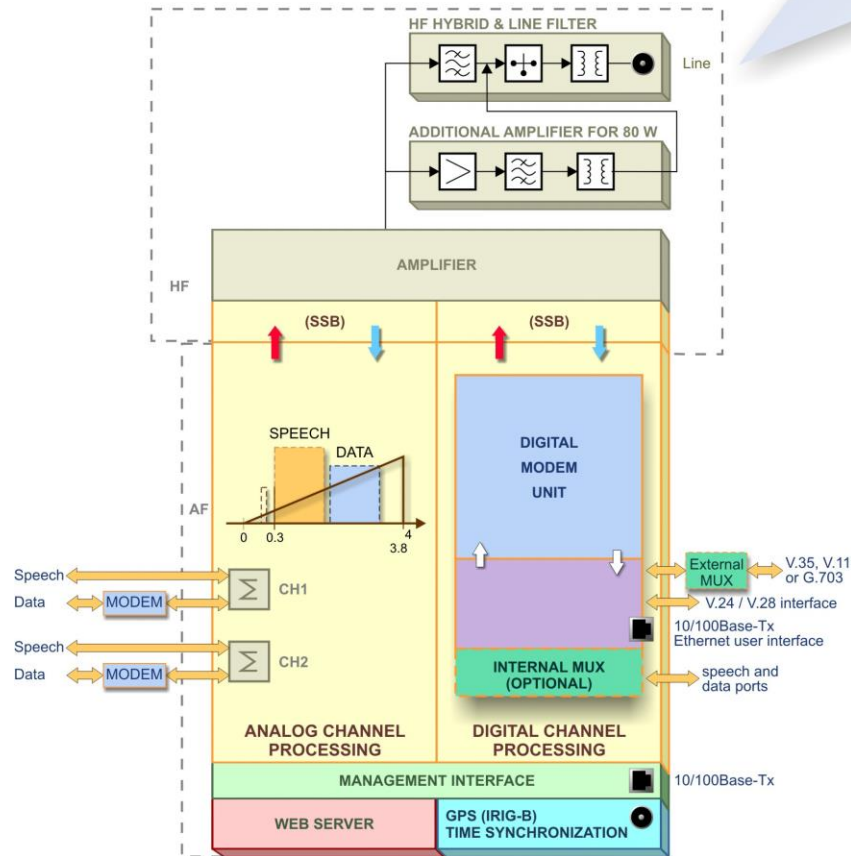 HF HYBRID & LINE FILTER
Line
ADDITIONAL AMPLIFIER FOR 80 W
AMPLIFIER
HF
(SSB)
(SSB)
SPEECH
DATA
DIGITAL
MODEM
UNIT
AF
0
0.3
4
3.8
Speech
CH1
Data
MODEM
External
MUX
V.35, V.11
or G.703
V.24 / V.28 interface
10/100Base-Tx
Ethernet user interface
Speech
CH2
Data
MODEM
INTERNAL MUX
(OPTIONAL)
speech and
data ports
ANALOG CHANNEL
PROCESSING
DIGITAL CHANNEL
PROCESSING
MANAGEMENT INTERFACE
10/100Base-Tx
WEB SERVER
GPS (IRIG-B)
TIME SYNCHRONIZATION